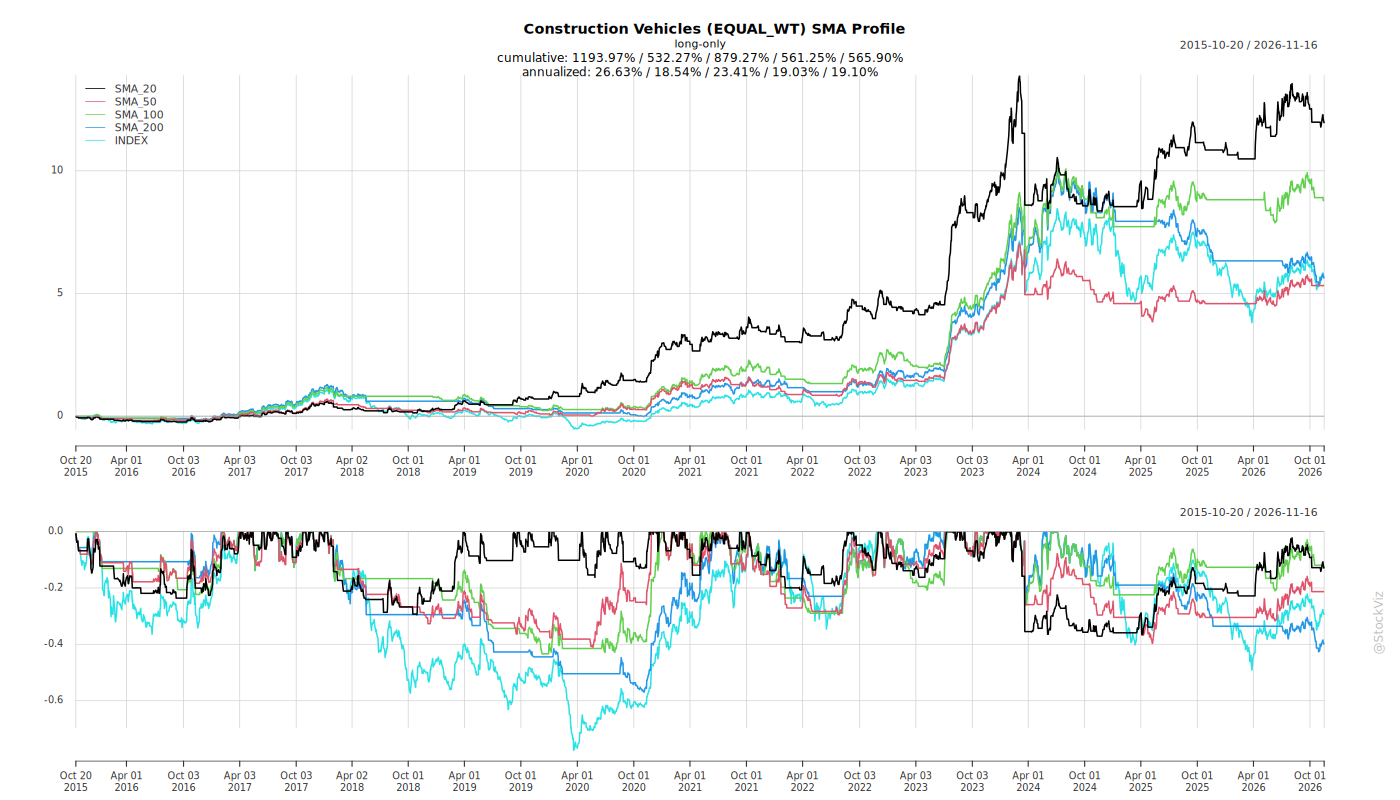 Construction Vehicles (EQUAL_WT) SMA Profile
long-only
2015-10-20 / 2026-11-16
cumulative: 1193.97% / 532.27% / 879.27% / 561.25% / 565.90%
annualized: 26.63% / 18.54% / 23.41% / 19.03% / 19.10%
SMA_20
SMA_50
SMA_100
SMA_200
INDEX
10
5
0
Oct 20 Apr 01 Oct 03 Apr 03 Oct 03 Apr 02 Oct 01 Apr 01 Oct 01 Apr 01 Oct 01 Apr 01 Oct 01 Apr 01 Oct 03 Apr 03 Oct 03 Apr 01 Oct 01 Apr 01 Oct 01 Apr 01 Oct 01
2015 2016 2016 2017 2017 2018 2018 2019 2019 2020 2020 2021 2021 2022 2022 2023 2023 2024 2024 2025 2025 2026 2026
2015-10-20 / 2026-11-16
0.0
-0.2
-0.4
-0.6
Oct 20 Apr 01 Oct 03 Apr 03 Oct 03 Apr 02 Oct 01 Apr 01 Oct 01 Apr 01 Oct 01 Apr 01 Oct 01 Apr 01 Oct 03 Apr 03 Oct 03 Apr 01 Oct 01 Apr 01 Oct 01 Apr 01 Oct 01
2015 2016 2016 2017 2017 2018 2018 2019 2019 2020 2020 2021 2021 2022 2022 2023 2023 2024 2024 2025 2025 2026 2026
@StockViz